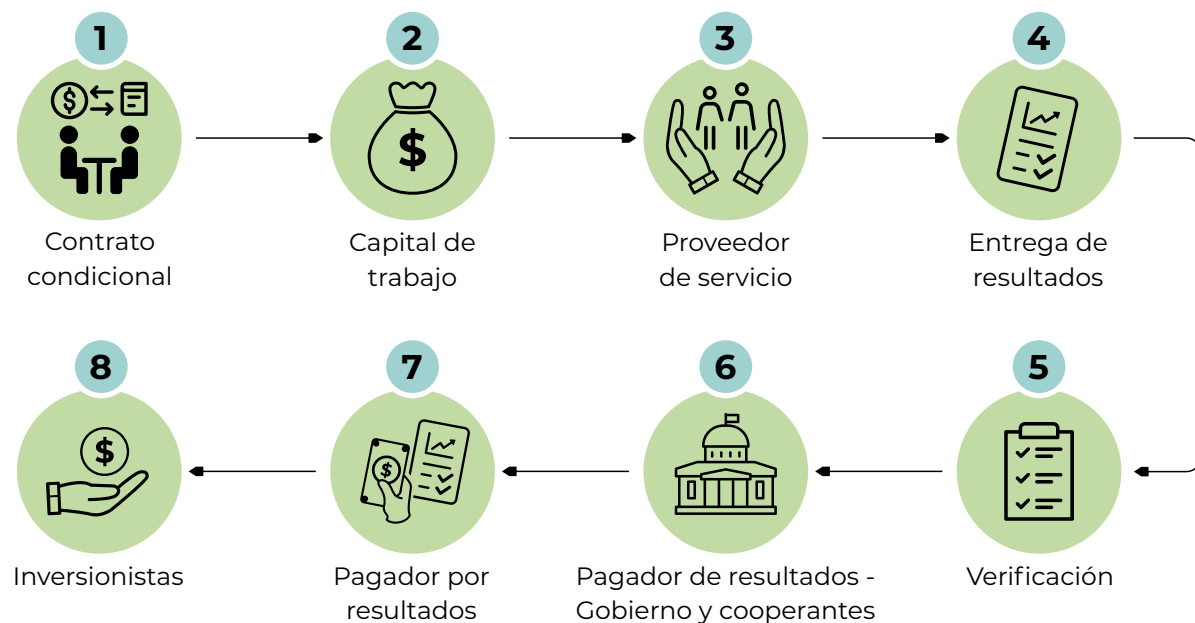 1
2
3
4
$
$
Contrato
condicional
Capital de
trabajo
Proveedor
de servicio
Entrega de
resultados
8
7
6
5
$
$
Inversionistas
Pagador por
resultados
Pagador de resultados -
Gobierno y cooperantes
Verificación